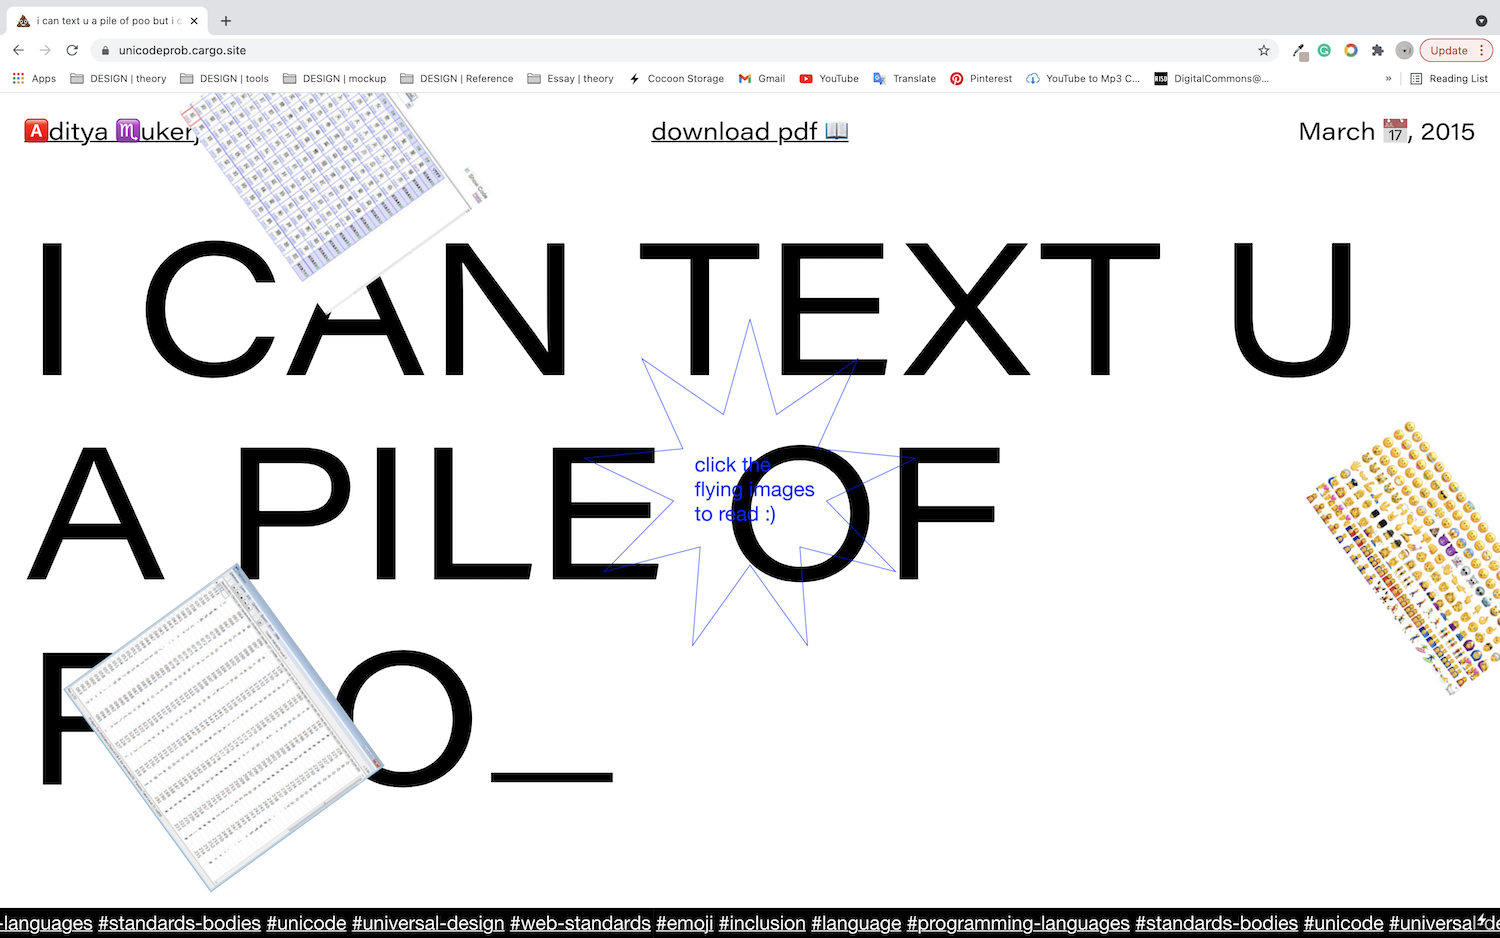 i can text u a pile of poo but i c
unicodeprob.cargo.site
Update
Apps
DESIGN | theory
DESIGN | tools
DESIGN | mockup
DESIGN | Reference
Essay | theory
Cocoon Storage
Gmail
YouTube
Translate
Pinterest
YouTube to Mp3 C...
RISD
DigitalCommons@...
»
Reading List
🅰ditya ♏ukerj
download pdf 📖
March 📅, 2015
I CAN TEXT U
A PILE OF
POO_
click the
flying images
to read :)
-languages #standards-bodies #unicode #universal-design #web-standards #emoji #inclusion #language #programming-languages #standards-bodies #unicode #universal-de